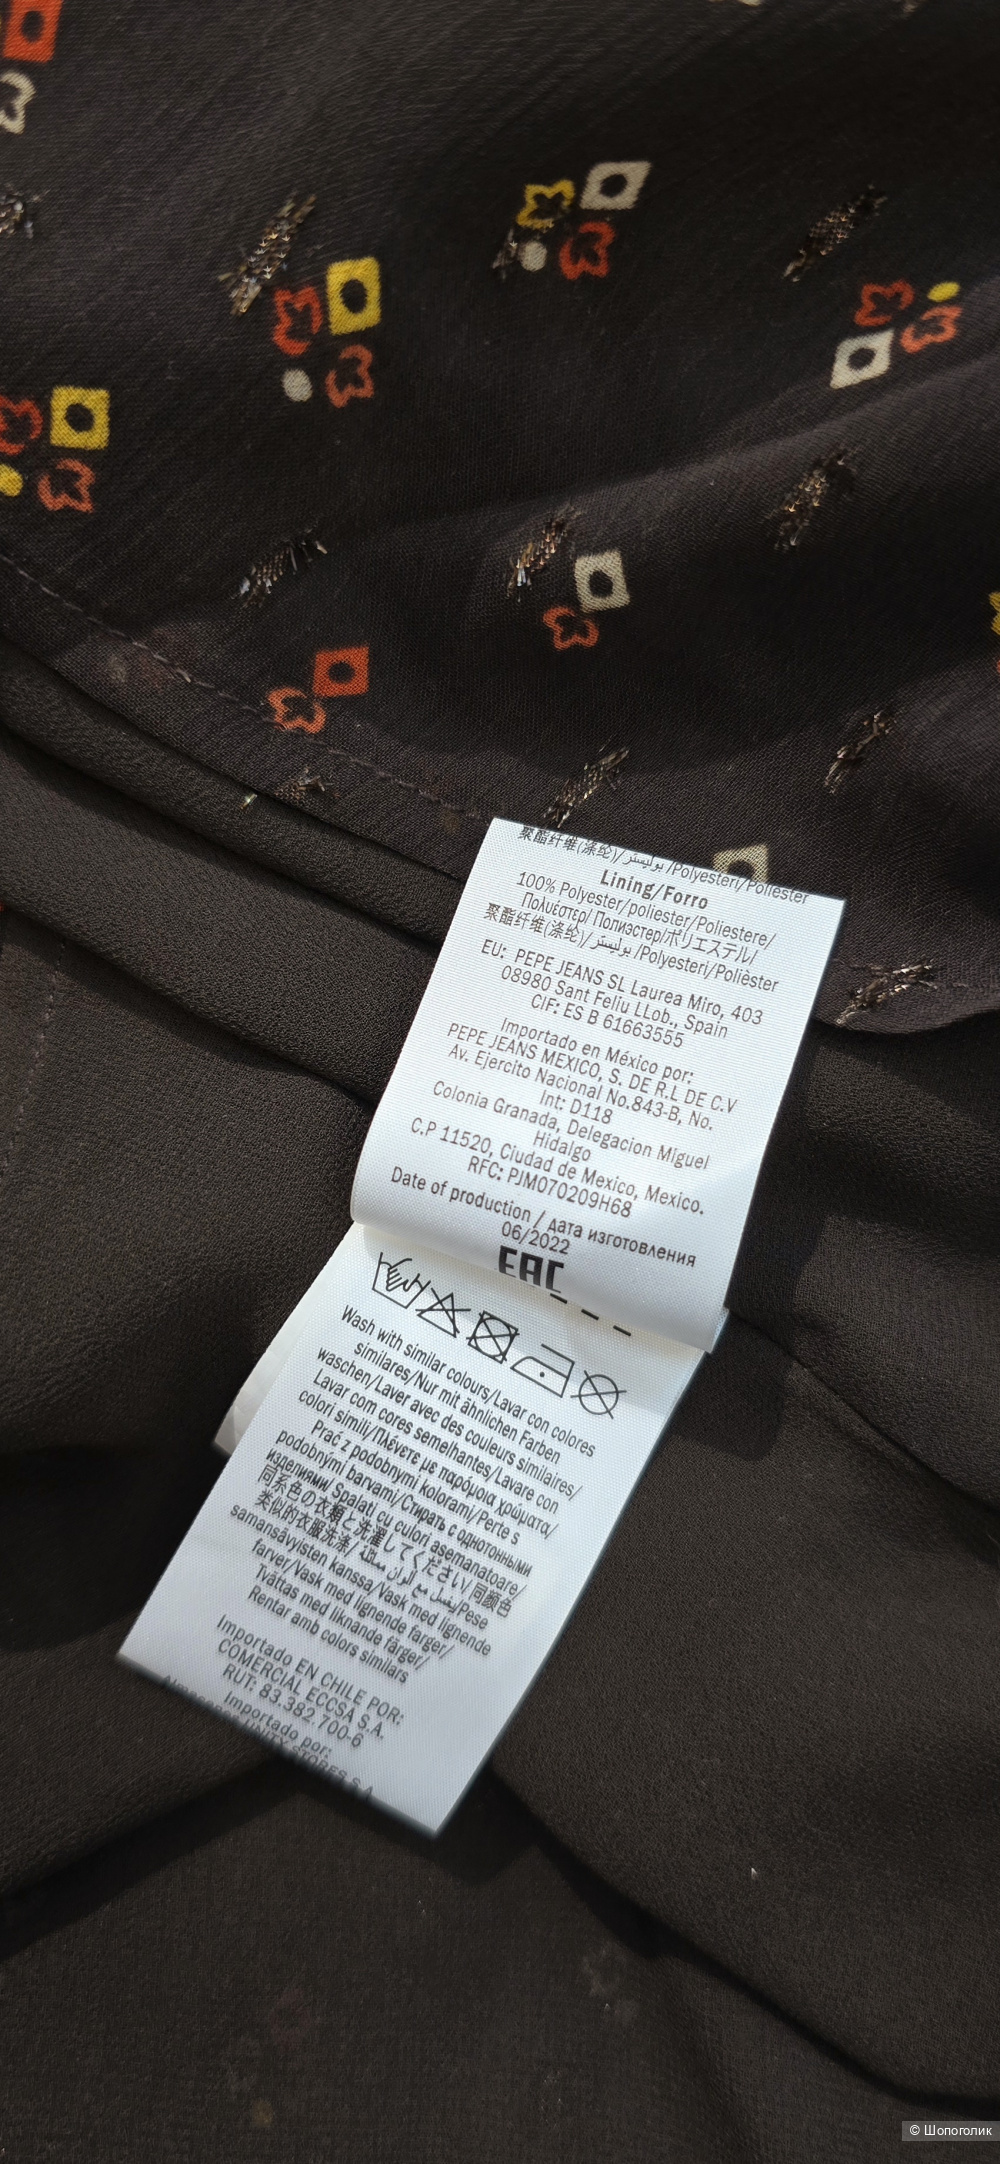 聚酯纤维(涤纶)/بوليستر /Polyesteri/Poliester
Lining/Forro
100% Polyester/poliester/Poliestere/
Πολυέστερ/ Полиэстер/ポリエステル/
聚酯纤维(涤纶)/بوليستر /Polyesteri/Polièster
EU: PEPE JEANS SL Laurea Miro, 403
08980 Sant Feliu LLob., Spain
CIF: ES B 61663555
Importado en México por:
PEPE JEANS MEXICO, S. DE R.L DE C.V
Av. Ejercito Nacional No.843-B, No.
Int: D118
Colonia Granada, Delegacion Miguel
Hidalgo
C.P 11520, Ciudad de Mexico, Mexico.
RFC: PJM070209H68
Date of production / дата изготовления
06/2022
EAC
Wash with similar colours/Lavar con colores
similares/Nur mit ähnlichen Farben
waschen/Laver avec des couleurs similaires/
Lavar com cores semelhantes/Lavare con
colori simili/Πλένετε με παρόμοια χρώματα/
Prać z podobnymi kolorami/Perte s
podobnými barvami/Стирать с однотонными
изделиями/Spalati cu culori asemanatoare/
同系色の衣類と洗濯してください/同颜色
类似的衣服洗涤/يغسل مع ألوان مماثلة/Pese
samansävyisten kanssa/Vask med lignende
farver/Vask med lignende farger/
Tvättas med liknande färger/
Rentar amb colors similars
Importado EN CHILE POR:
COMERCIAL ECCSA S.A.
RUT: 83.382.700-6
Importado por:
UNITY STORES S.A.
© Шопоголик